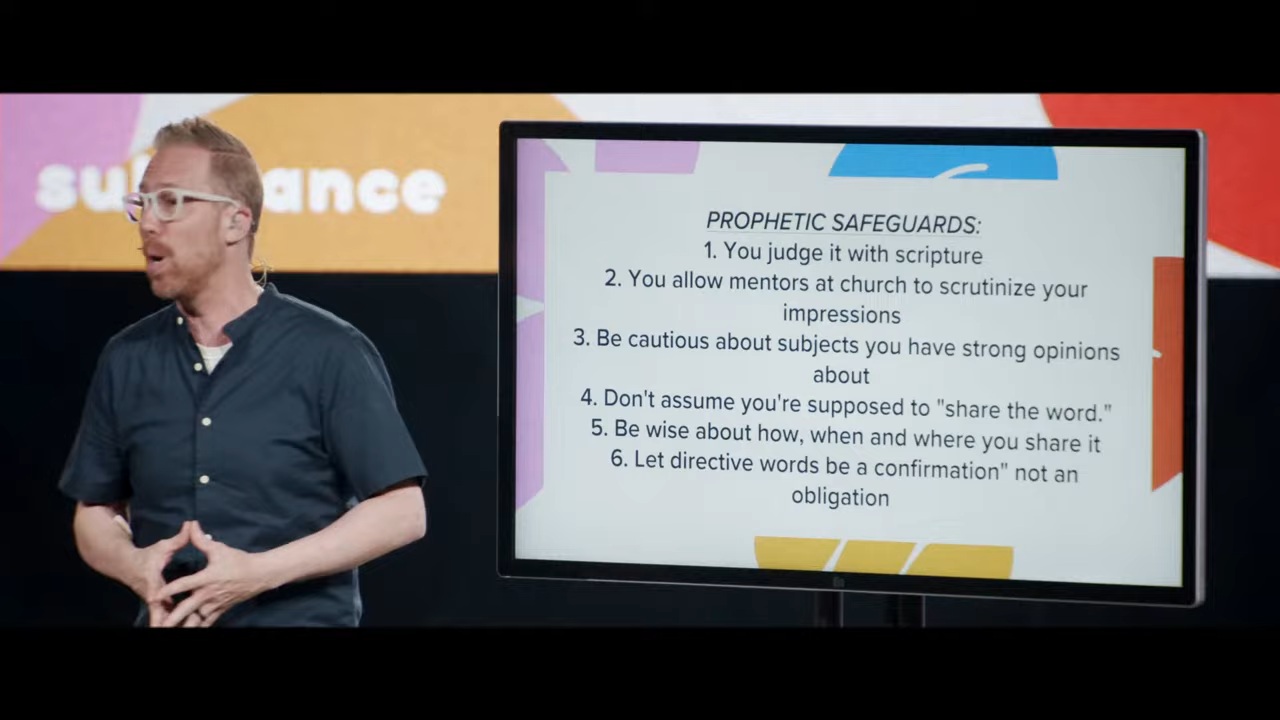 su ance
PROPHETIC SAFEGUARDS:
1. You judge it with scripture
2. You allow mentors at church to scrutinize your
impressions
3. Be cautious about subjects you have strong opinions
about
4. Don't assume you're supposed to "share the word."
5. Be wise about how, when and where you share it
6. Let directive words be a confirmation" not an
obligation